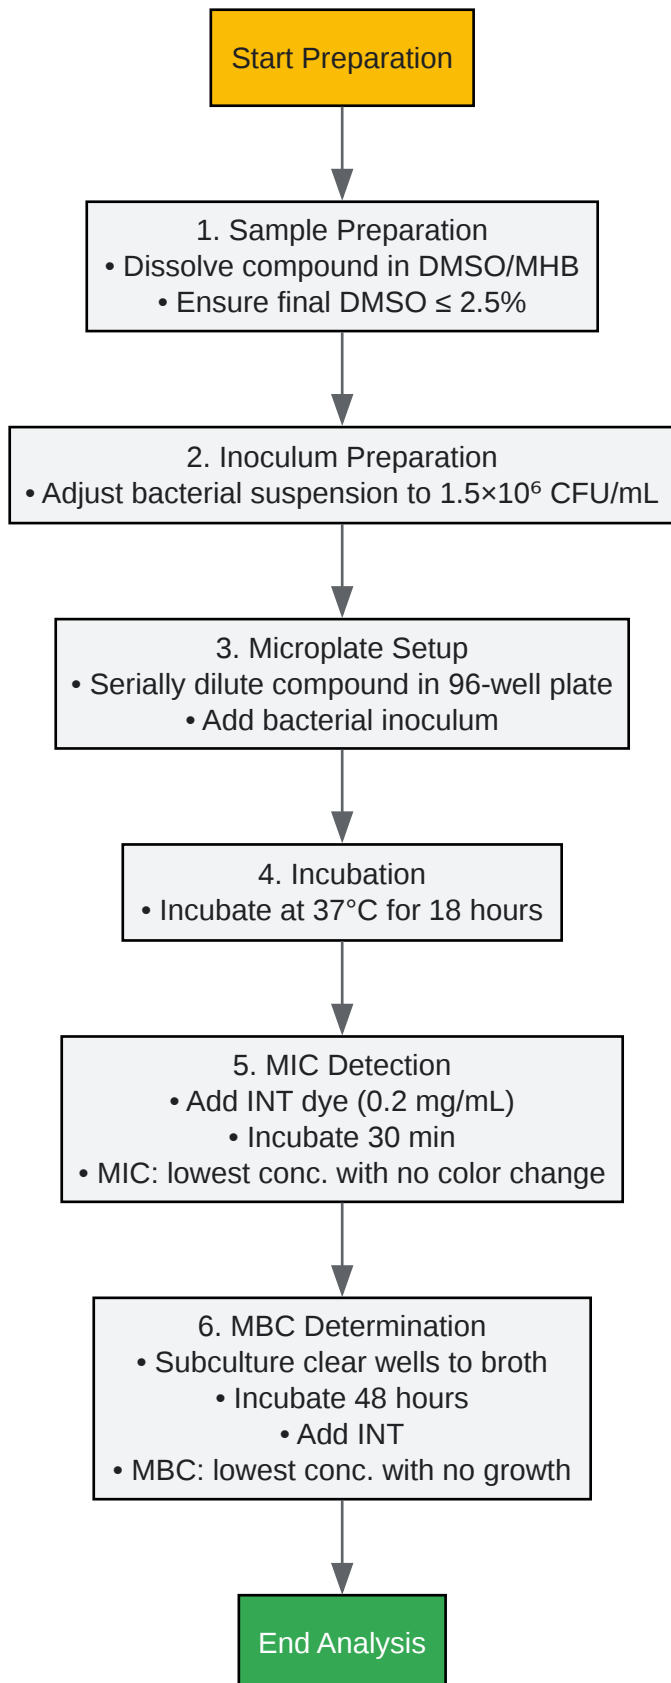 Start Preparation
1. Sample Preparation
• Dissolve compound in DMSO/MHB
• Ensure final DMSO ≤ 2.5%
2. Inoculum Preparation
• Adjust bacterial suspension to 1.5×10⁶ CFU/mL
3. Microplate Setup
• Serially dilute compound in 96-well plate
• Add bacterial inoculum
4. Incubation
• Incubate at 37°C for 18 hours
5. MIC Detection
• Add INT dye (0.2 mg/mL)
• Incubate 30 min
• MIC: lowest conc. with no color change
6. MBC Determination
• Subculture clear wells to broth
• Incubate 48 hours
• Add INT
• MBC: lowest conc. with no growth
End Analysis